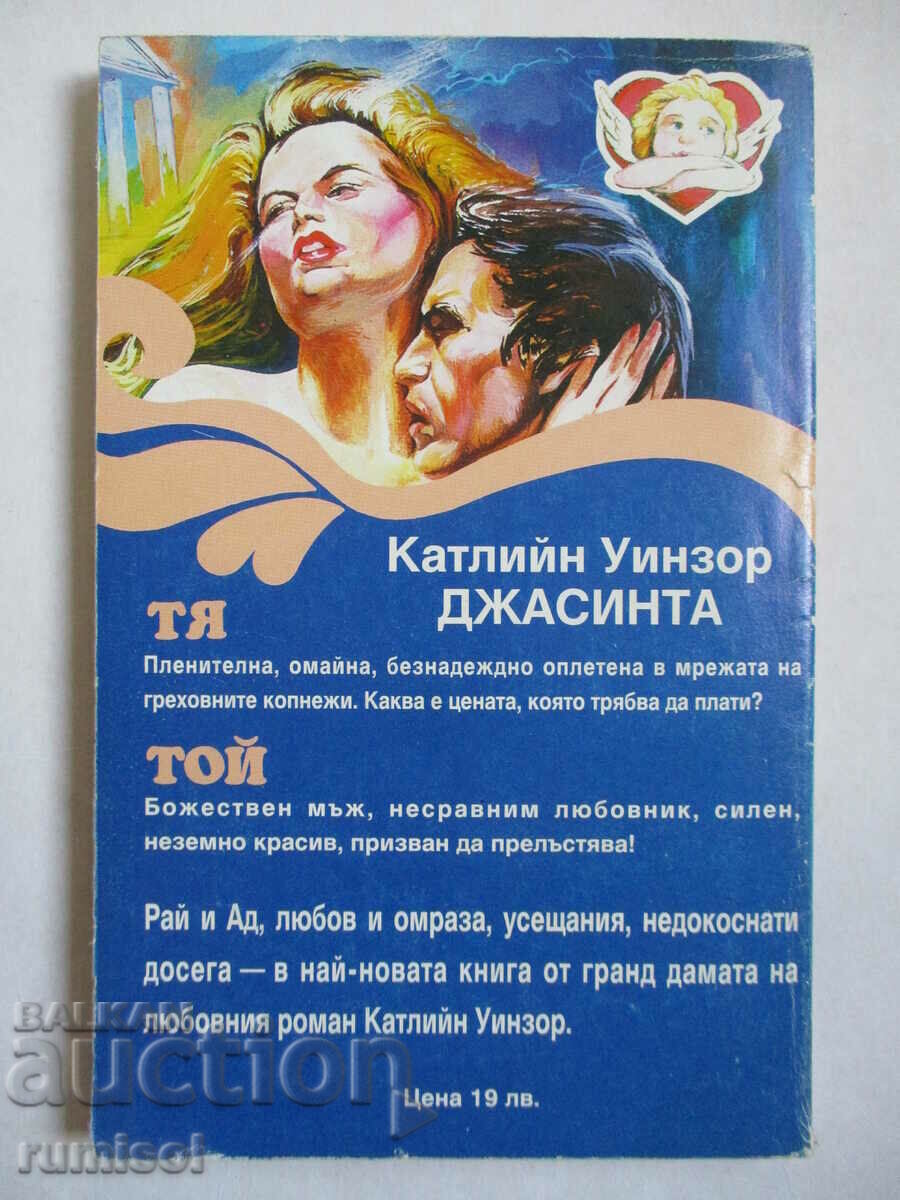 Катлийн Уинзор
ДЖАСИНТА
ТЯ
Пленителна, омайна, безнадеждно оплетена в мрежата на
греховните копнежи. Каква е цената, която трябва да плати?
ТОЙ
Божествен мъж, несравним любовник, силен,
неземно красив, призван да прелъстява!
Рай и Ад, любов и омраза, усещания, недокоснати
досега — в най-новата книга от гранд дамата на
любовния роман Катлийн Уинзор.
Цена 19 лв.
BALKAN
auction
rumisol